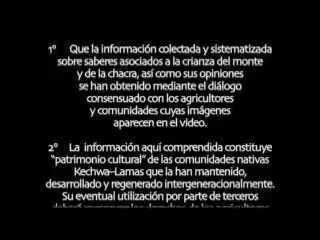 1º Que la información colectada y sistematizada
sobre saberes asociados a la crianza del monte
y de la chacra, así como sus opiniones
se han obtenido mediante el diálogo
consensuado con los agricultores
y comunidades cuyas imágenes
aparecen en el video.
2º La información aquí comprendida constituye
“patrimonio cultural” de las comunidades nativas
Kechwa–Lamas que la han mantenido,
desarrollado y regenerado intergeneracionalmente.
Su eventual utilización por parte de terceros